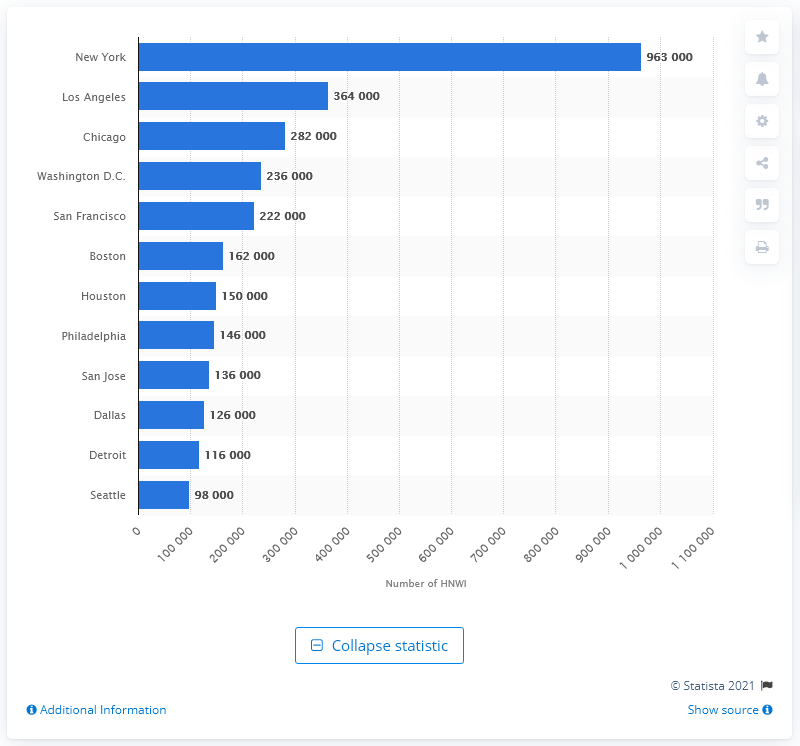 New York 963 000
Los Angeles 364 000
Chicago 282 000
Washington D.C. 236 000
San Francisco 222 000
Boston 162 000
Houston 150 000
Philadelphia 146 000
San Jose 136 000
Dallas 126 000
Detroit 116 000
Seattle 98 000
0 100 000 200 000 300 000 400 000 500 000 600 000 700 000 800 000 900 000 1 000 000 1 100 000
Number of HNWI
Collapse statistic
© Statista 2021
Additional Information Show source